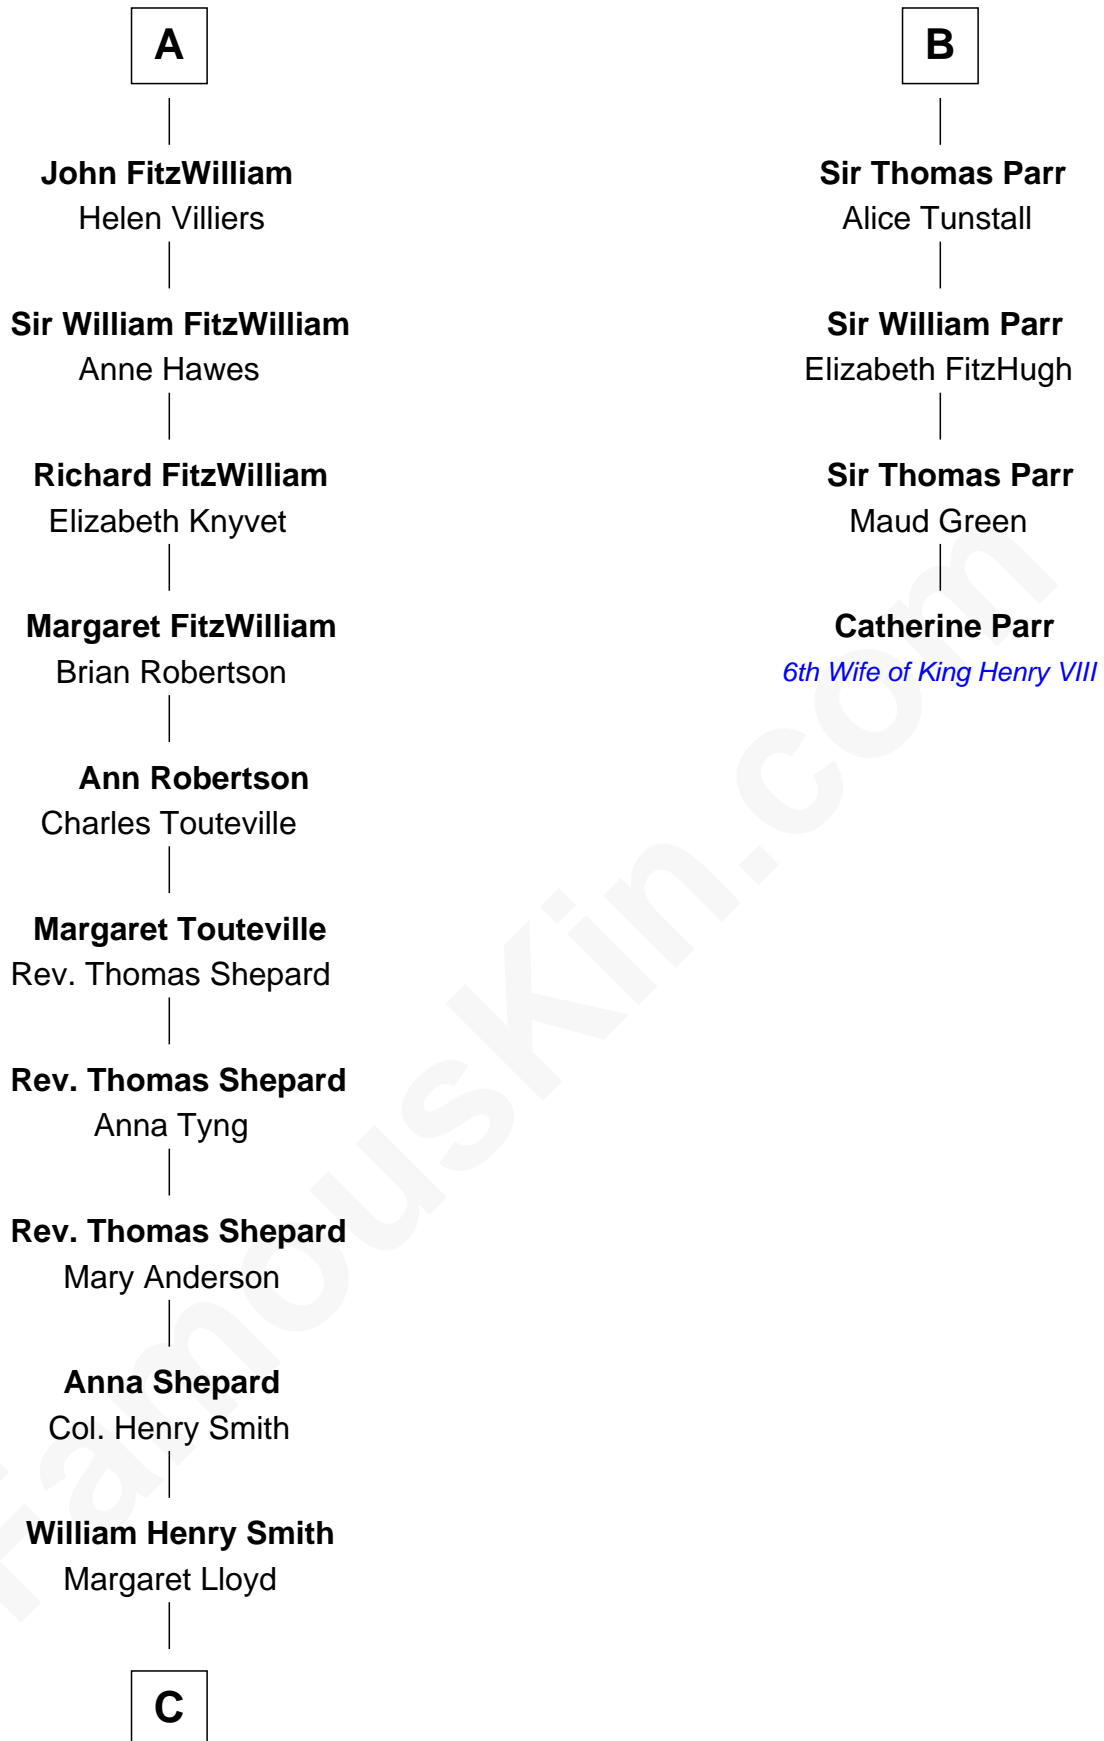 A
John FitzWilliam
Helen Villiers
Sir William FitzWilliam
Anne Hawes
Richard FitzWilliam
Elizabeth Knyvet
Margaret FitzWilliam
Brian Robertson
Ann Robertson
Charles Touteville
Margaret Touteville
Rev. Thomas Shepard
Rev. Thomas Shepard
Anna Tyng
Rev. Thomas Shepard
Mary Anderson
Anna Shepard
Col. Henry Smith
William Henry Smith
Margaret Lloyd
C
B
Sir Thomas Parr
Alice Tunstall
Sir William Parr
Elizabeth FitzHugh
Sir Thomas Parr
Maud Green
Catherine Parr
6th Wife of King Henry VIII
FamousKin.com